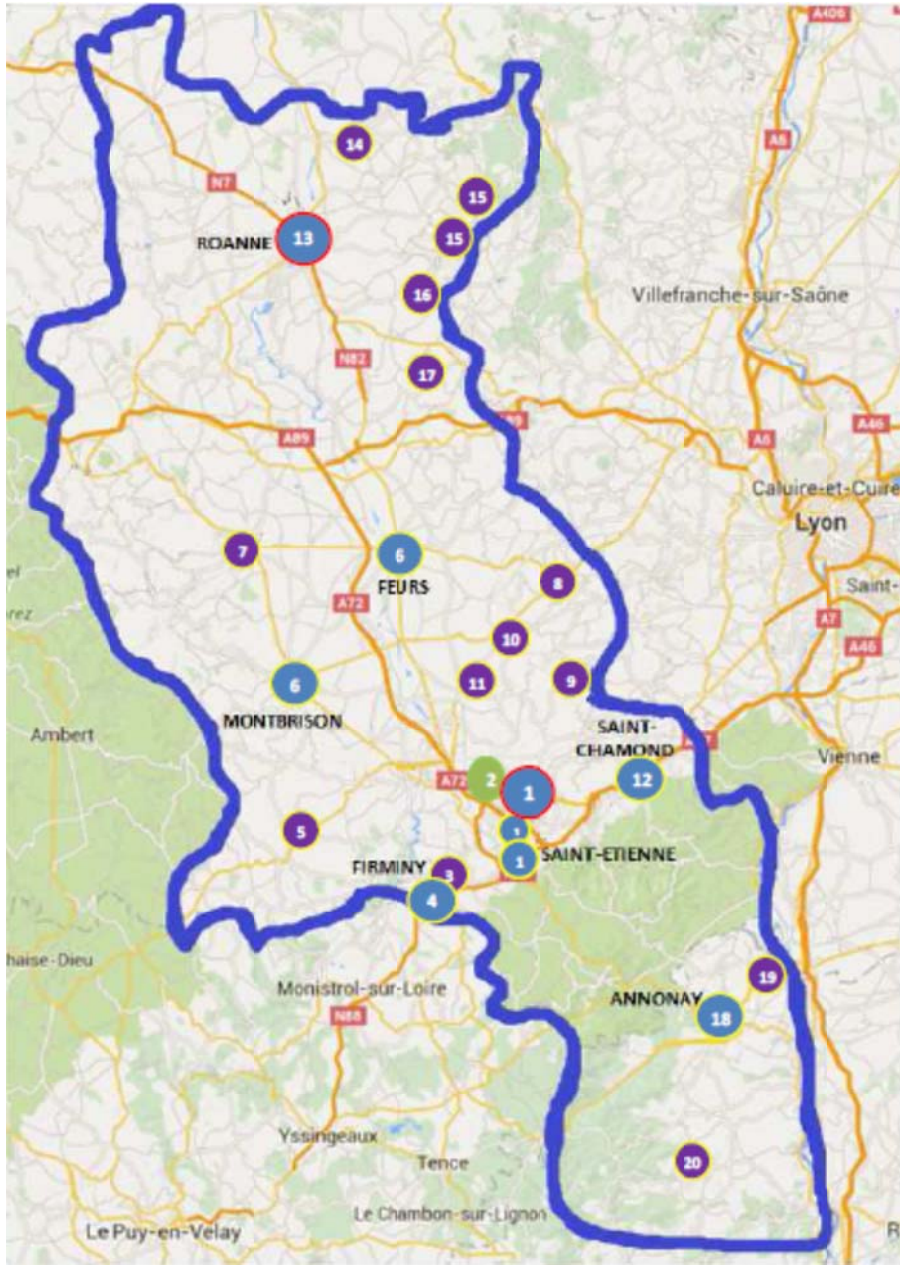 A406
14
A6
N7
15
ROANNE
13
15
16
Villefranche-sur-Saône
N82
17
A89
A6
A46
Caluire-et-Cuire
Lyon
7
6
FEURS
8
Saint-
A72
A7
10
A46
11
9
6
MONTBRISON
SAINT-
CHAMOND
Ambert
Vienne
A72
2
1
12
5
1
SAINT-ETIENNE
FIRMINY
3
4
haise-Dieu
19
Monistrol-sur-Loire
ANNONAY
18
N88
Yssingeaux
Tence
20
Le Chambon-sur-Lignon
Le Puy-en-Velay
R